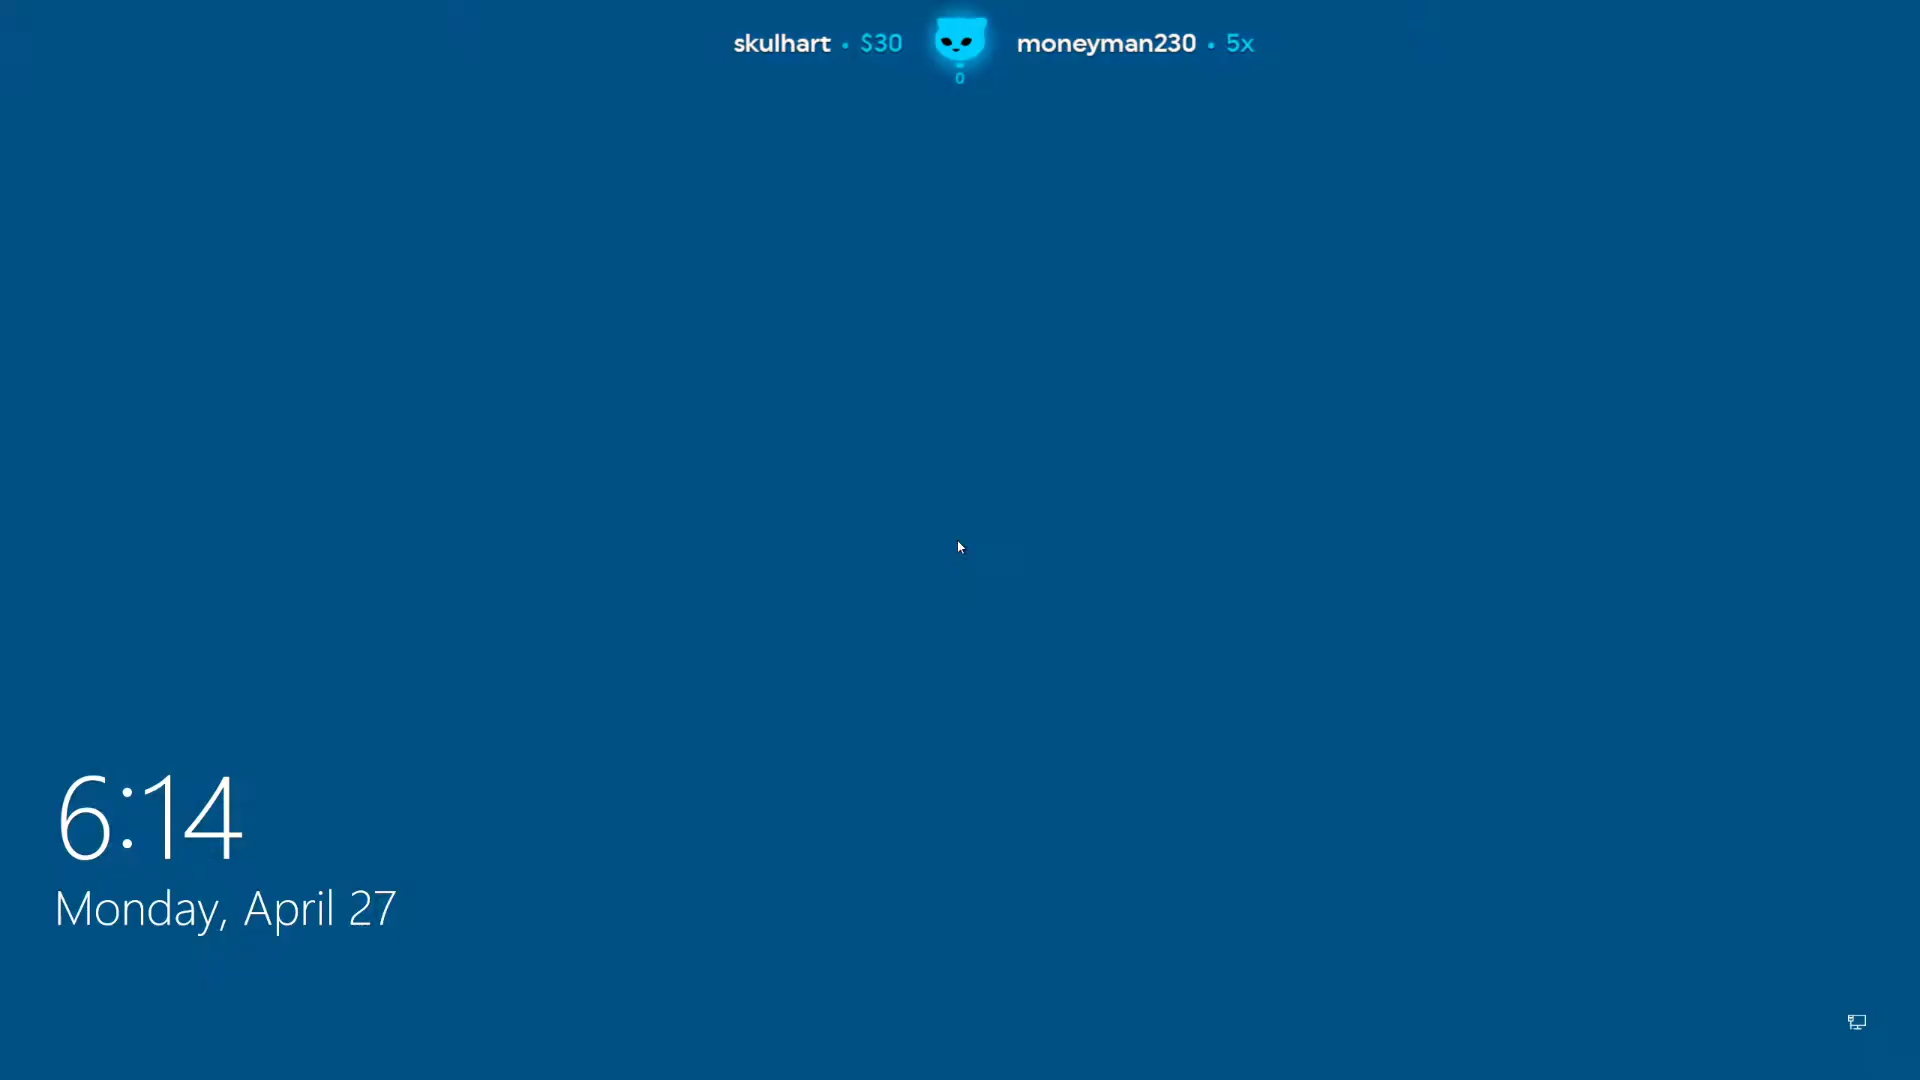 skulhart • $30
moneyman230 • 5x
0
6:14
Monday, April 27